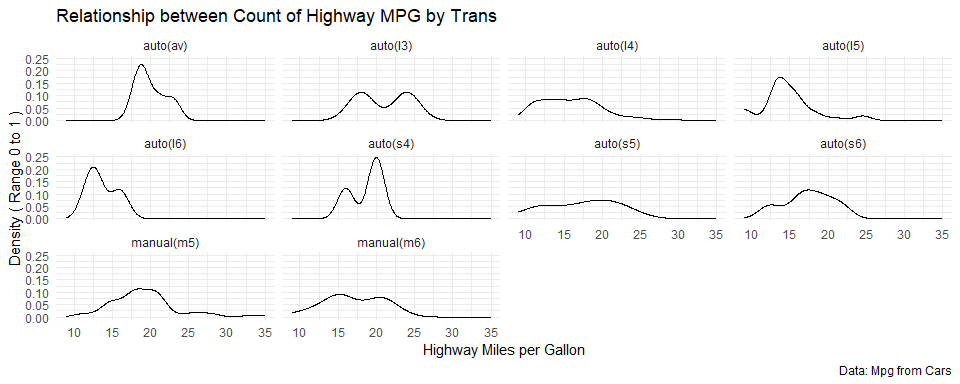 Relationship between Count of Highway MPG by Trans
auto(av) auto(l3) auto(l4) auto(l5)
0.25
0.20
0.15
0.10
0.05
0.00
auto(l6) auto(s4) auto(s5) auto(s6)
0.25
0.20
0.15
0.10
0.05
0.00
10 15 20 25 30 35 10 15 20 25 30 35
manual(m5) manual(m6)
0.25
0.20
0.15
0.10
0.05
0.00
10 15 20 25 30 35 10 15 20 25 30 35
Density ( Range 0 to 1 )
Highway Miles per Gallon
Data: Mpg from Cars